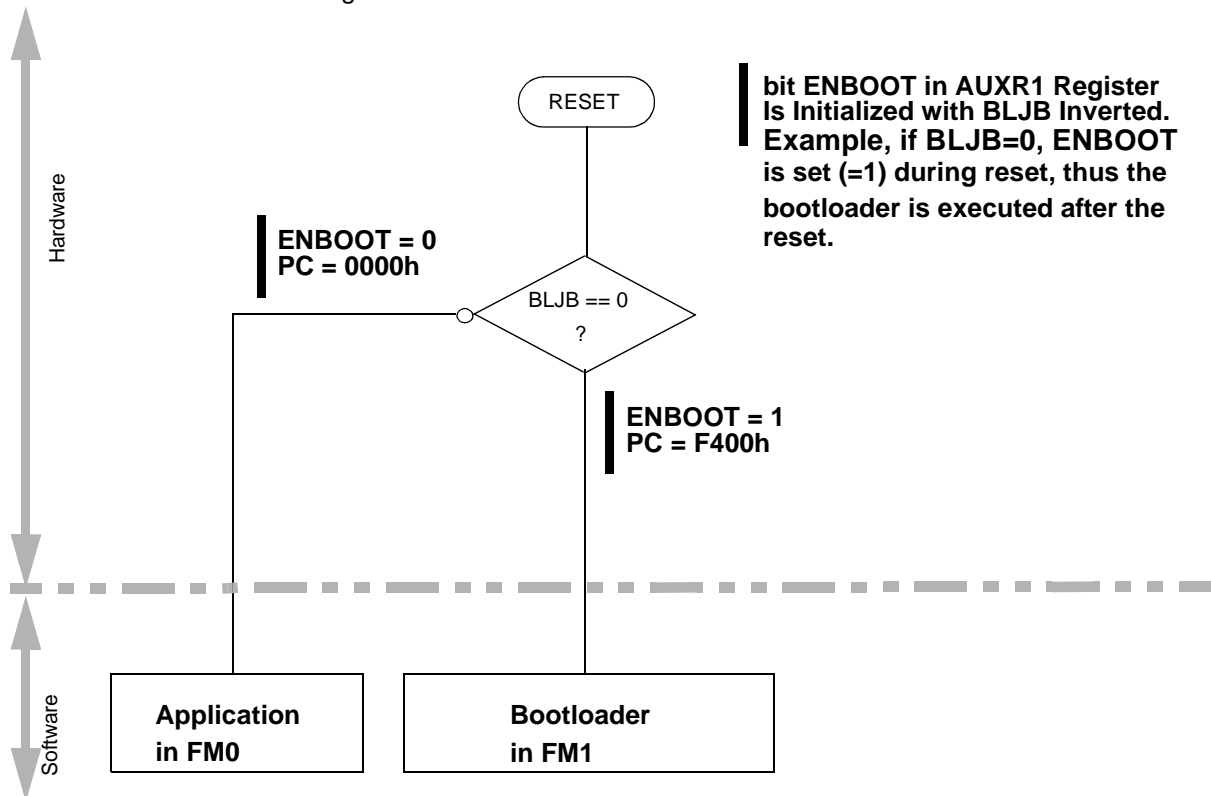 RESET
bit ENBOOT in AUXR1 Register
Is Initialized with BLJB Inverted.
Example, if BLJB=0, ENBOOT
is set (=1) during reset, thus the
bootloader is executed after the
reset.
Hardware
ENBOOT = 0
PC = 0000h
BLJB == 0
?
ENBOOT = 1
PC = F400h
Software
Application
in FM0
Bootloader
in FM1